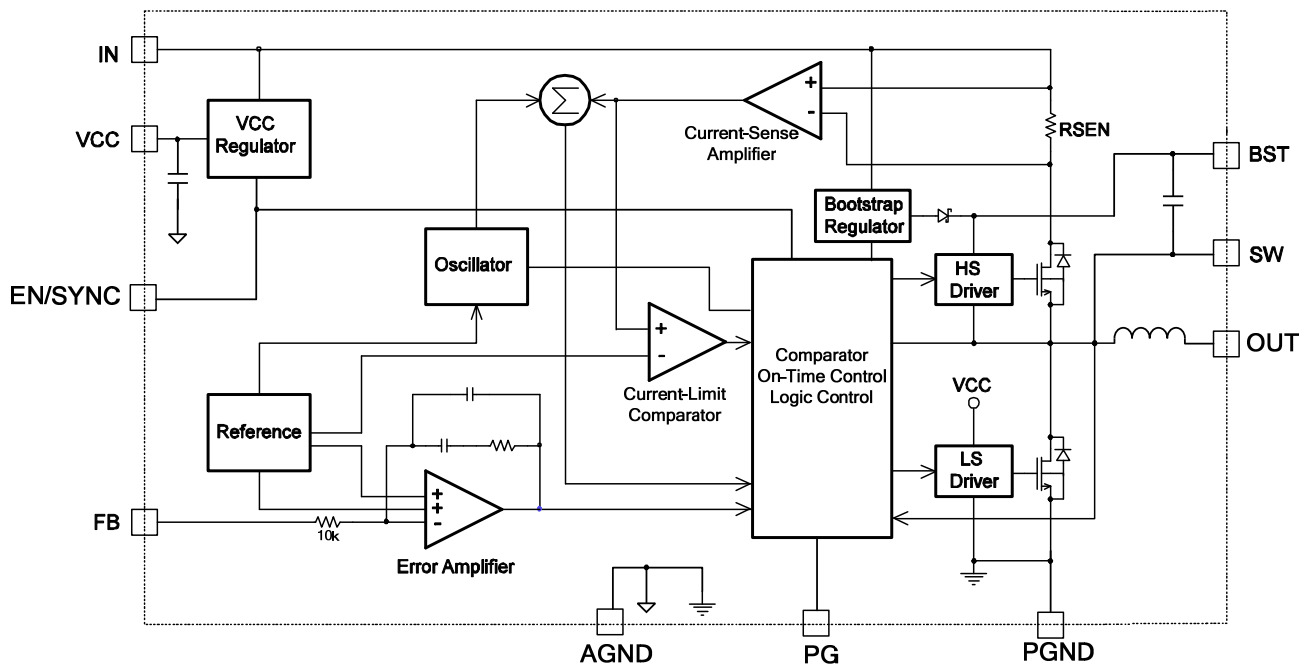 IN
+
-
Σ
VCC
Regulator
VCC
Current-Sense
Amplifier
RSEN
BST
Bootstrap
Regulator
Oscillator
HS
Driver
SW
EN/SYNC
+
-
OUT
Comparator
On-Time Control
Logic Control
Current-Limit
Comparator
VCC
Reference
LS
Driver
+
+
-
FB
10k
Error Amplifier
AGND
PG
PGND